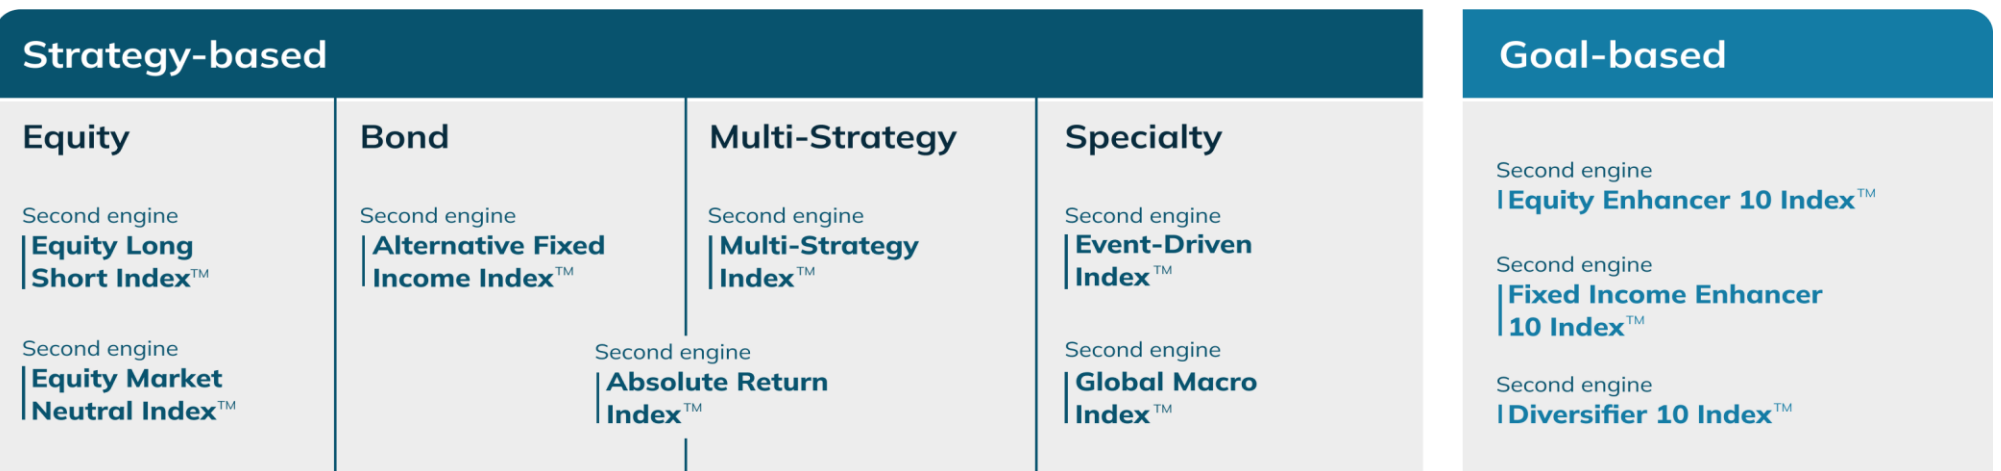 Strategy-based
Equity
Second engine
Equity Long
Short Index™
Second engine
Equity Market
Neutral Index™
Bond
Second engine
Alternative Fixed
Income Index™
Multi-Strategy
Second engine
Multi-Strategy
Index™
Second engine
Absolute Return
Index™
Specialty
Second engine
Event-Driven
Index™
Second engine
Global Macro
Index™
Goal-based
Second engine
Equity Enhancer 10 Index™
Second engine
Fixed Income Enhancer
10 Index™
Second engine
Diversifier 10 Index™